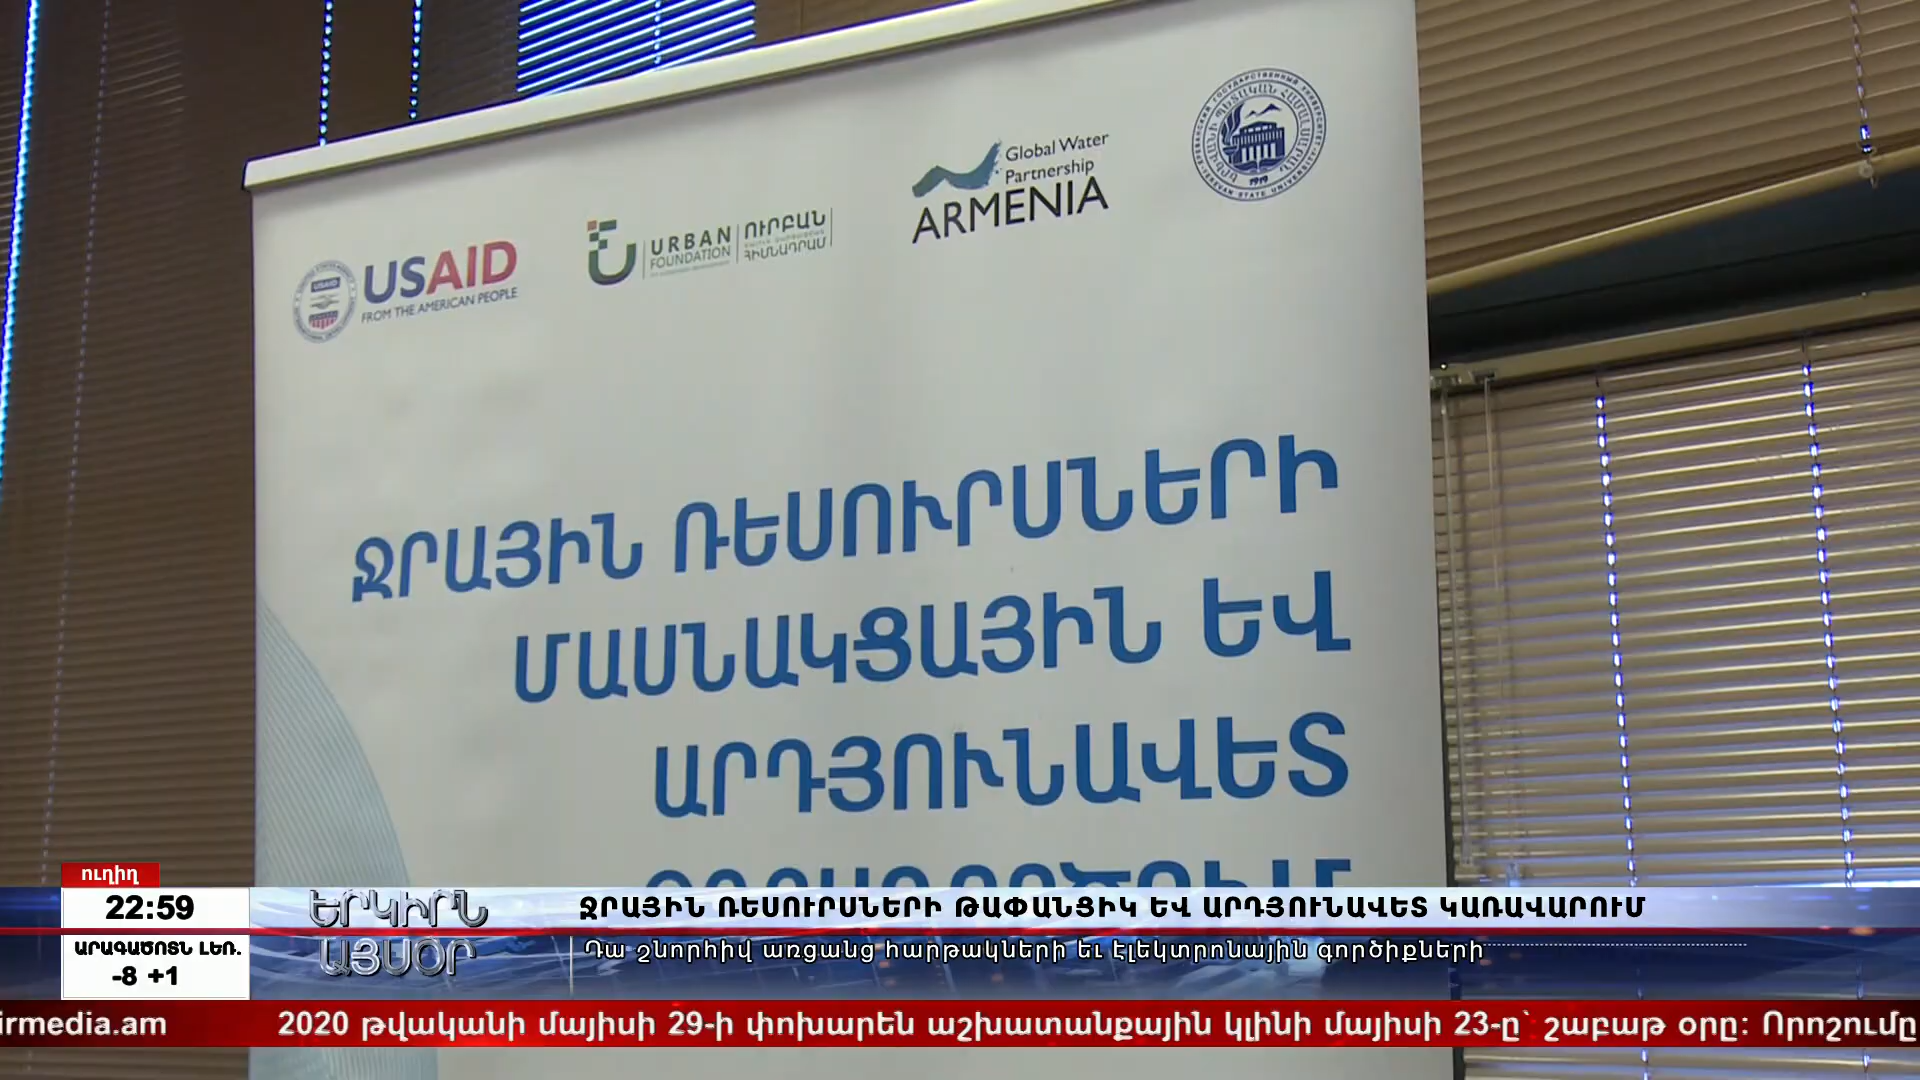 USAID
FROM THE AMERICAN PEOPLE
URBAN
FOUNDATION
ՈՒՐԲԱՆ
ՀԻՄՆԱԴՐԱՄ
Global Water
Partnership
ARMENIA
1919
ՋՐԱՅԻՆ ՌԵՍՈՒՐՍՆԵՐԻ
ՄԱՍՆԱԿՑԱՅԻՆ ԵՎ
ԱՐԴՅՈՒՆԱՎԵՏ
ուղիղ
22:59
ԱՐԱԳԱԾՈՏՆ ԼԵՌ.
-8 +1
ԵՐԿԻՐՆ
ԱՅՍՕՐ
ՋՐԱՅԻՆ ՌԵՍՈՒՐՍՆԵՐԻ ԹԱՓԱՆՑԻԿ ԵՎ ԱՐԴՅՈՒՆԱՎԵՏ ԿԱՌԱՎԱՐՈՒՄ
Դա շնորհիվ առցանց հարթակների եւ էլեկտրոնային գործիքների
irmedia.am 2020 թվականի մայիսի 29-ի փոխարեն աշխատանքային կլինի մայիսի 23-ը՝ շաբաթ օրը: Որոշումը